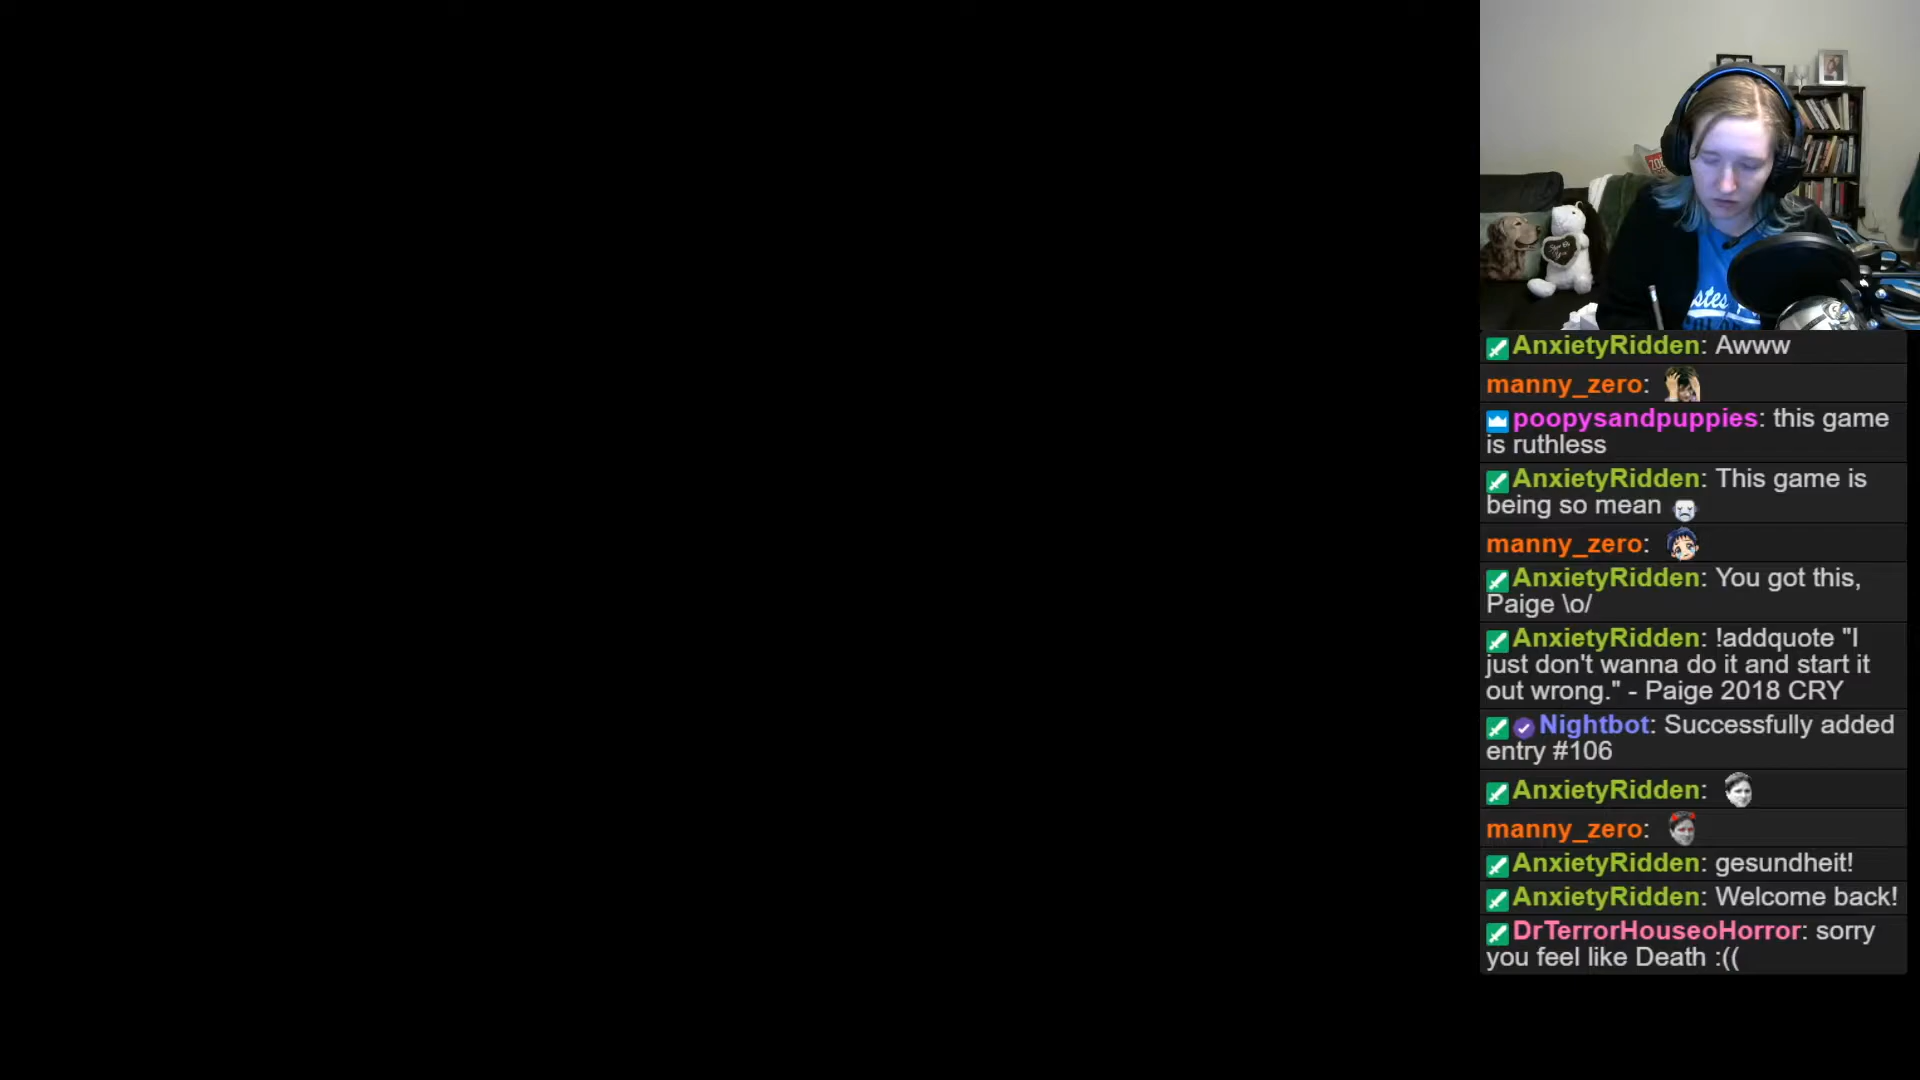 AnxietyRidden: Awww
manny_zero:
poopysandpuppies: this game
is ruthless
AnxietyRidden: This game is
being so mean
manny_zero:
AnxietyRidden: You got this,
Paige \o/
AnxietyRidden: !addquote "I
just don't wanna do it and start it
out wrong." - Paige 2018 CRY
Nightbot: Successfully added
entry #106
AnxietyRidden:
manny_zero:
AnxietyRidden: gesundheit!
AnxietyRidden: Welcome back!
DrTerrorHouseoHorror: sorry
you feel like Death :((